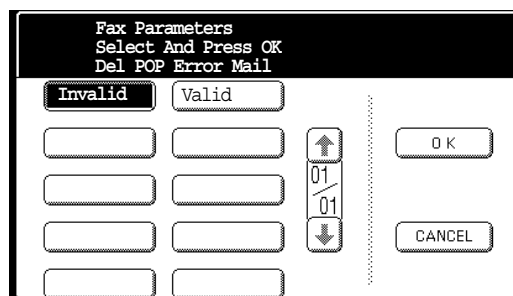 Fax Parameters
Select And Press OK
Del POP Error Mail
Invalid Valid
OK
01
01
CANCEL